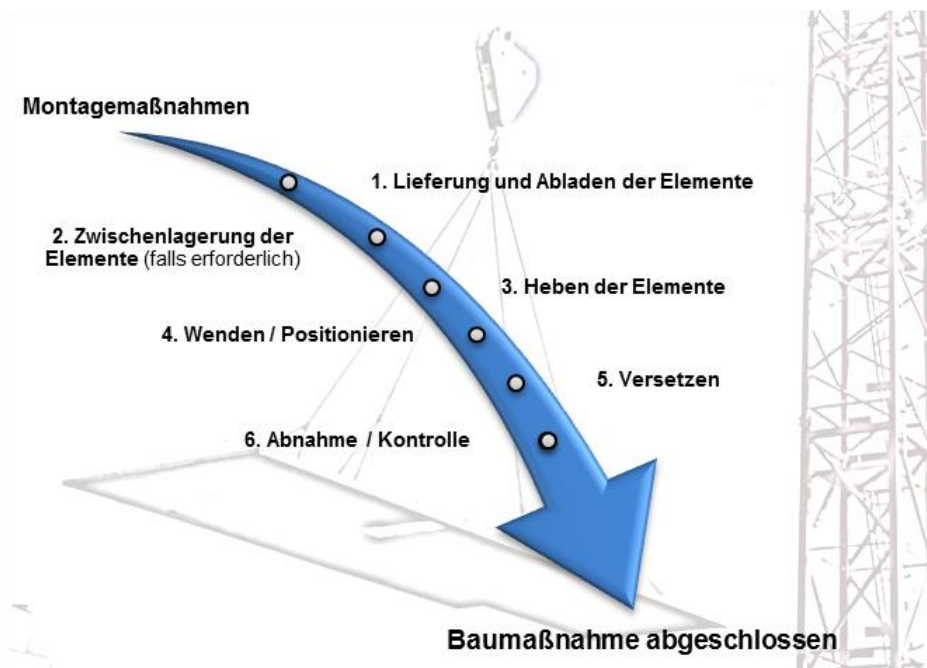 Montagemaßnahmen
1. Lieferung und Abladen der Elemente
2. Zwischenlagerung der
Elemente (falls erforderlich)
3. Heben der Elemente
4. Wenden / Positionieren
5. Versetzen
6. Abnahme / Kontrolle
Baumaßnahme abgeschlossen